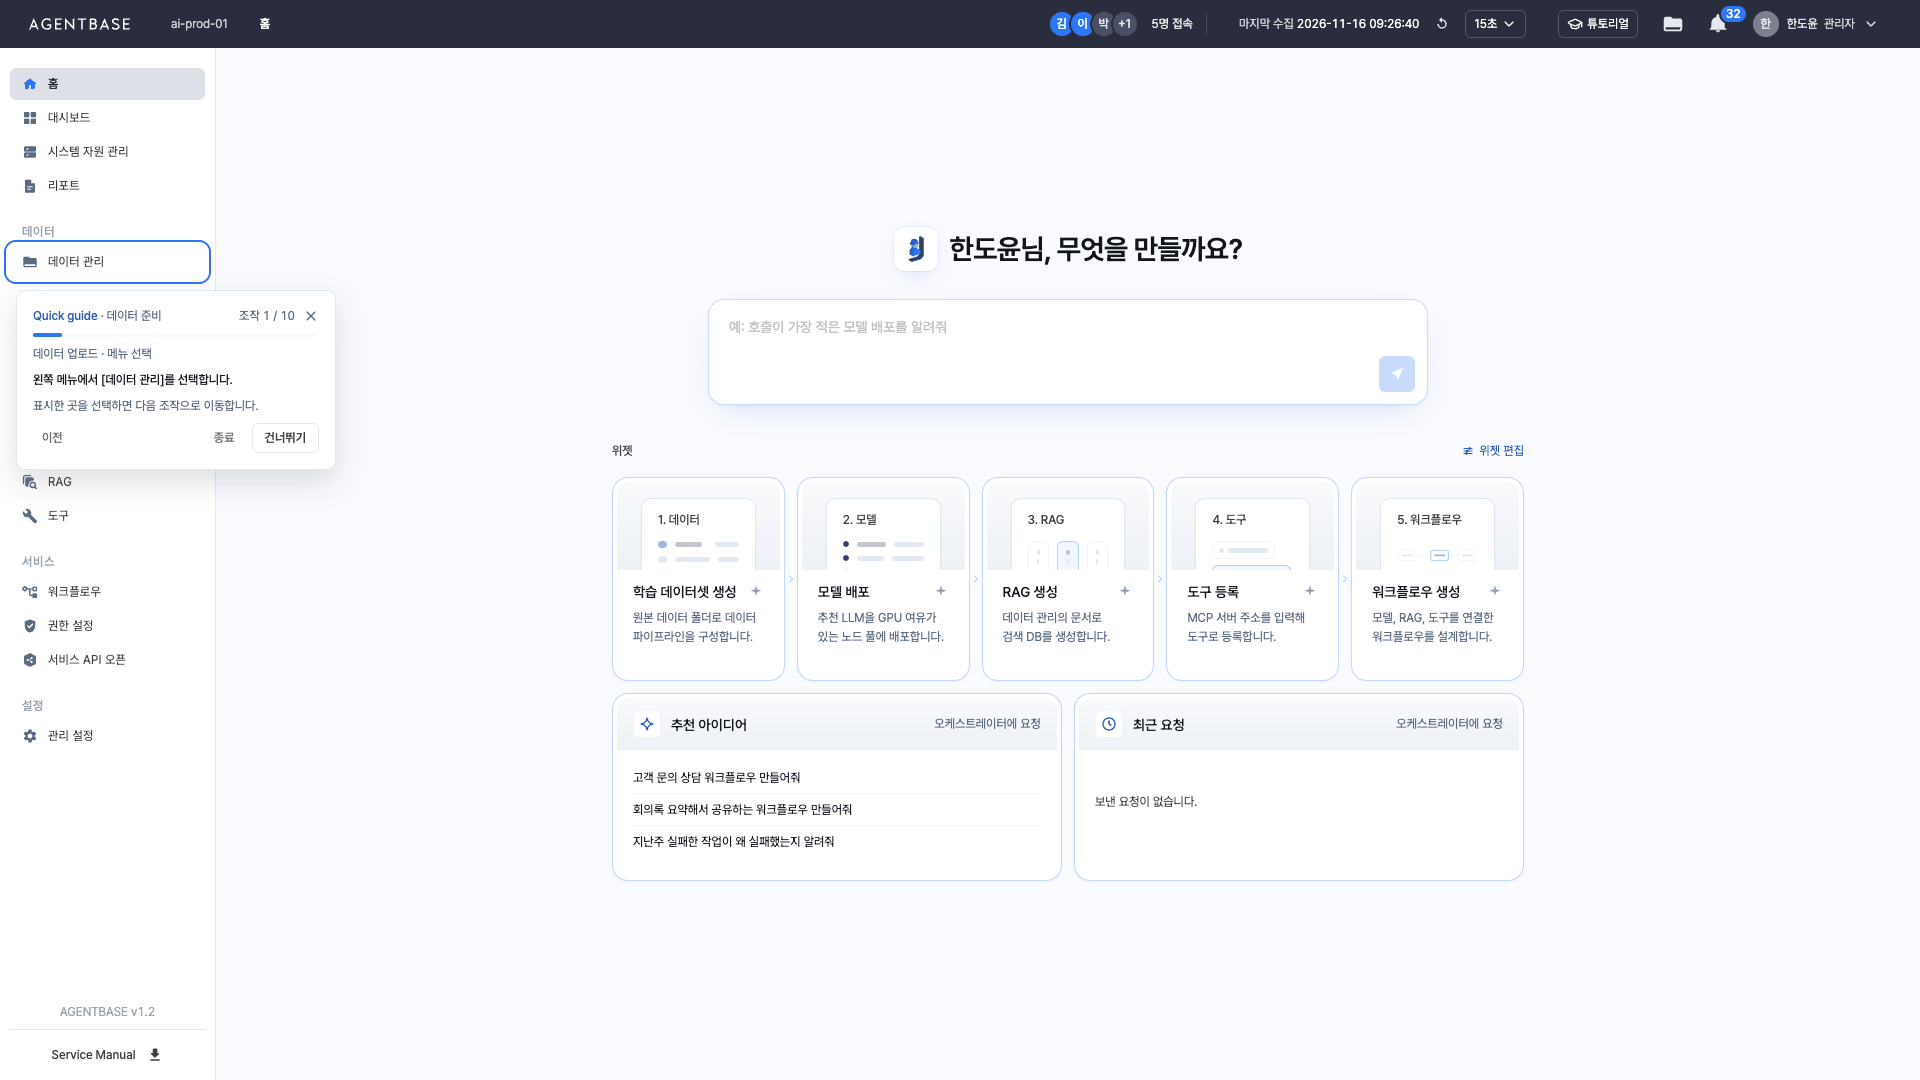 AGENTBASE
ai-prod-01
홈
김
이
박
+1
5명 접속
마지막 수집 2026-11-16 09:26:40
15초
튜토리얼
32
한
한도윤 관리자
홈
대시보드
시스템 자원 관리
리포트
데이터
데이터 관리
Quick guide · 데이터 준비
조작 1 / 10
데이터 업로드 · 메뉴 선택
왼쪽 메뉴에서 [데이터 관리]를 선택합니다.
표시한 곳을 선택하면 다음 조작으로 이동합니다.
이전
종료
건너뛰기
RAG
도구
서비스
워크플로우
권한 설정
서비스 API 오픈
설정
관리 설정
AGENTBASE v1.2
Service Manual
한도윤님, 무엇을 만들까요?
예: 호출이 가장 적은 모델 배포를 알려줘
위젯
위젯 편집
1. 데이터
학습 데이터셋 생성
원본 데이터 폴더로 데이터
파이프라인을 구성합니다.
2. 모델
모델 배포
추천 LLM을 GPU 여유가
있는 노드 풀에 배포합니다.
3. RAG
RAG 생성
데이터 관리의 문서로
검색 DB를 생성합니다.
4. 도구
도구 등록
MCP 서버 주소를 입력해
도구로 등록합니다.
5. 워크플로우
워크플로우 생성
모델, RAG, 도구를 연결한
워크플로우를 설계합니다.
추천 아이디어
오케스트레이터에 요청
고객 문의 상담 워크플로우 만들어줘
회의록 요약해서 공유하는 워크플로우 만들어줘
지난주 실패한 작업이 왜 실패했는지 알려줘
최근 요청
오케스트레이터에 요청
보낸 요청이 없습니다.